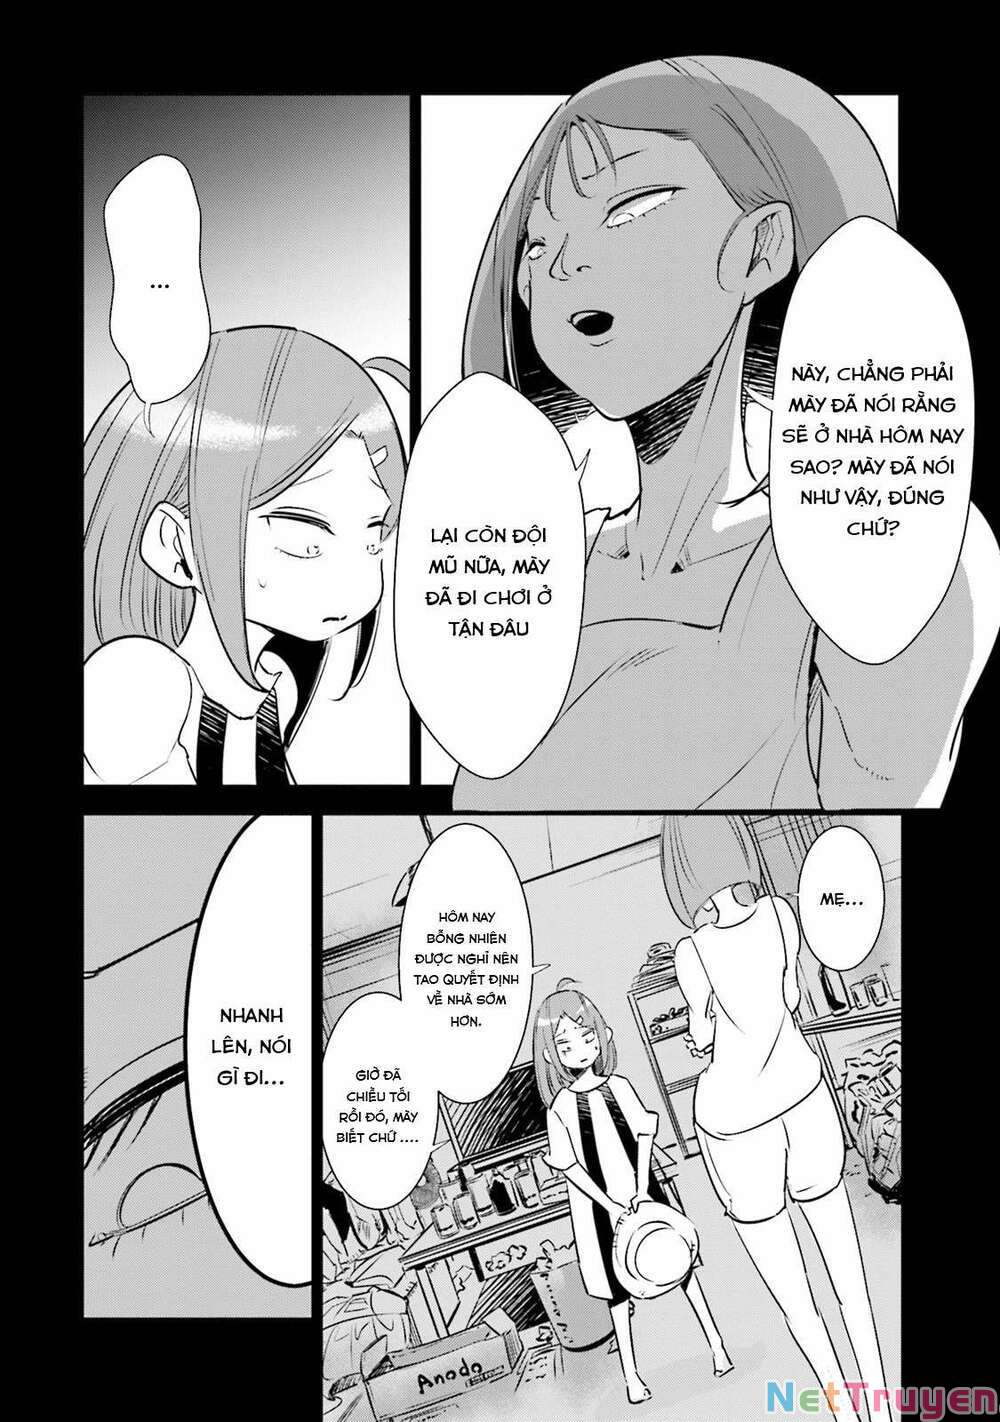 NÀY, CHẲNG PHẢI
MÀY ĐÃ NÓI RẰNG
SẼ Ở NHÀ HÔM NAY
SAO? MÀY ĐÃ NÓI
NHƯ VẬY, ĐÚNG
CHỨ?
LẠI CÒN ĐỘI
MŨ NỮA, MÀY
ĐÃ ĐI CHƠI Ở
TẬN ĐÂU
...
MẸ...
HÔM NAY
BỖNG NHIÊN
ĐƯỢC NGHỈ NÊN
TAO QUYẾT ĐỊNH
VỀ NHÀ SỚM
HƠN.
GIỜ ĐÃ
CHIỀU TỐI
RỒI ĐÓ, MÀY
BIẾT CHỨ ....
NHANH
LÊN, NÓI
GÌ ĐI...
Anodo
NetTruyen